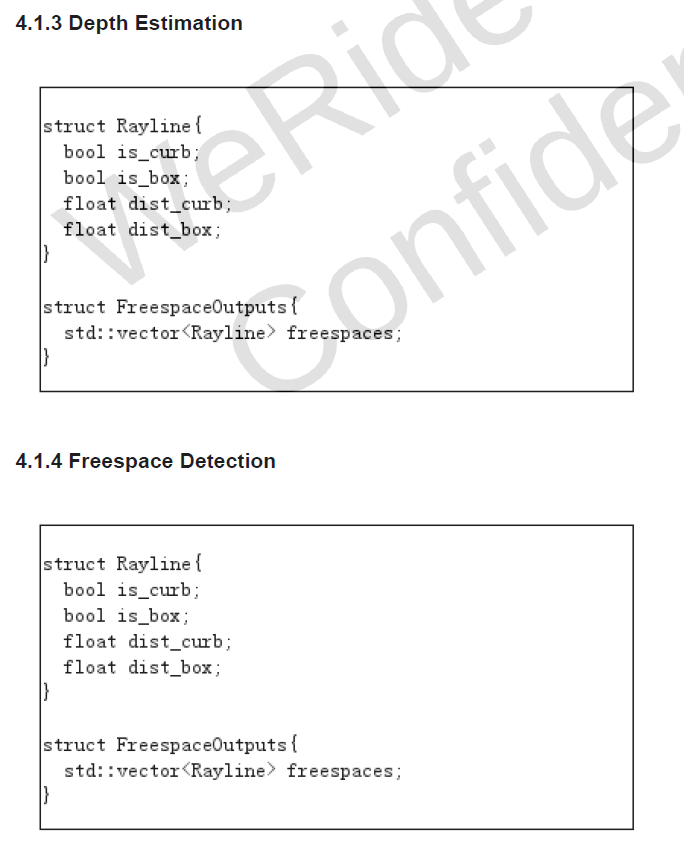 4.1.3 Depth Estimation
struct Rayline{
  bool is_curb;
  bool is_box;
  float dist_curb;
  float dist_box;
}
struct FreespaceOutputs{
  std::vector<Rayline> freespaces;
}
WeRide
Confider
4.1.4 Freespace Detection
struct Rayline{
  bool is_curb;
  bool is_box;
  float dist_curb;
  float dist_box;
}
struct FreespaceOutputs{
  std::vector<Rayline> freespaces;
}